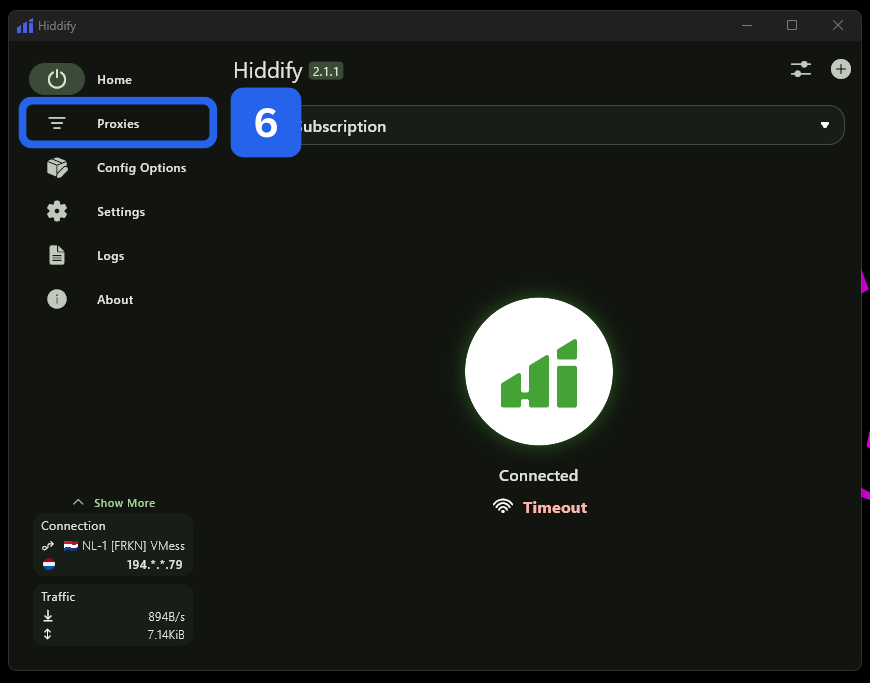 Hiddify
Home
Proxies
Config Options
Settings
Logs
About
Hiddify 2.1.1
6
Subscription
Connected
Timeout
Show More
Connection
NL-1 [FRKN] VMess
194.*.*.79
Traffic
894B/s
7.14KiB